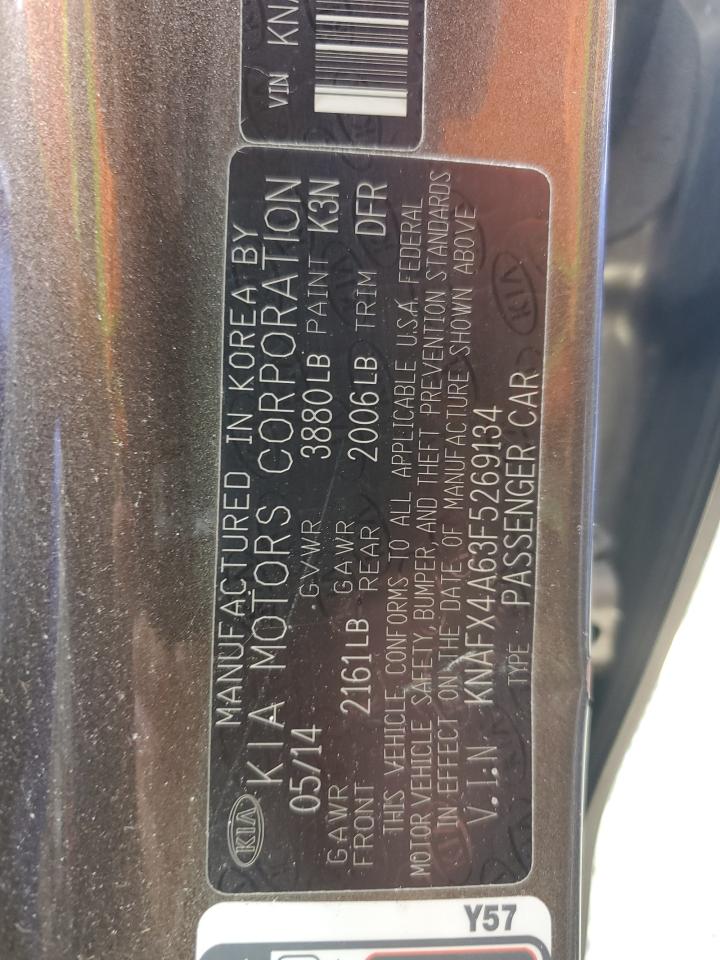 VIN KNA
MANUFACTURED IN KOREA BY
KIA KIA MOTORS CORPORATION
05/14 GVWR 3880LB PAINT K3N
GAWR FRONT 2161LB GAWR REAR 2006LB TRIM DFR
THIS VEHICLE CONFORMS TO ALL APPLICABLE U.S.A. FEDERAL
MOTOR VEHICLE SAFETY, BUMPER, AND THEFT PREVENTION STANDARDS
IN EFFECT ON THE DATE OF MANUFACTURE SHOWN ABOVE
V.I.N KNAFX4A63F5269134
TYPE PASSENGER CAR
KIA
Y57